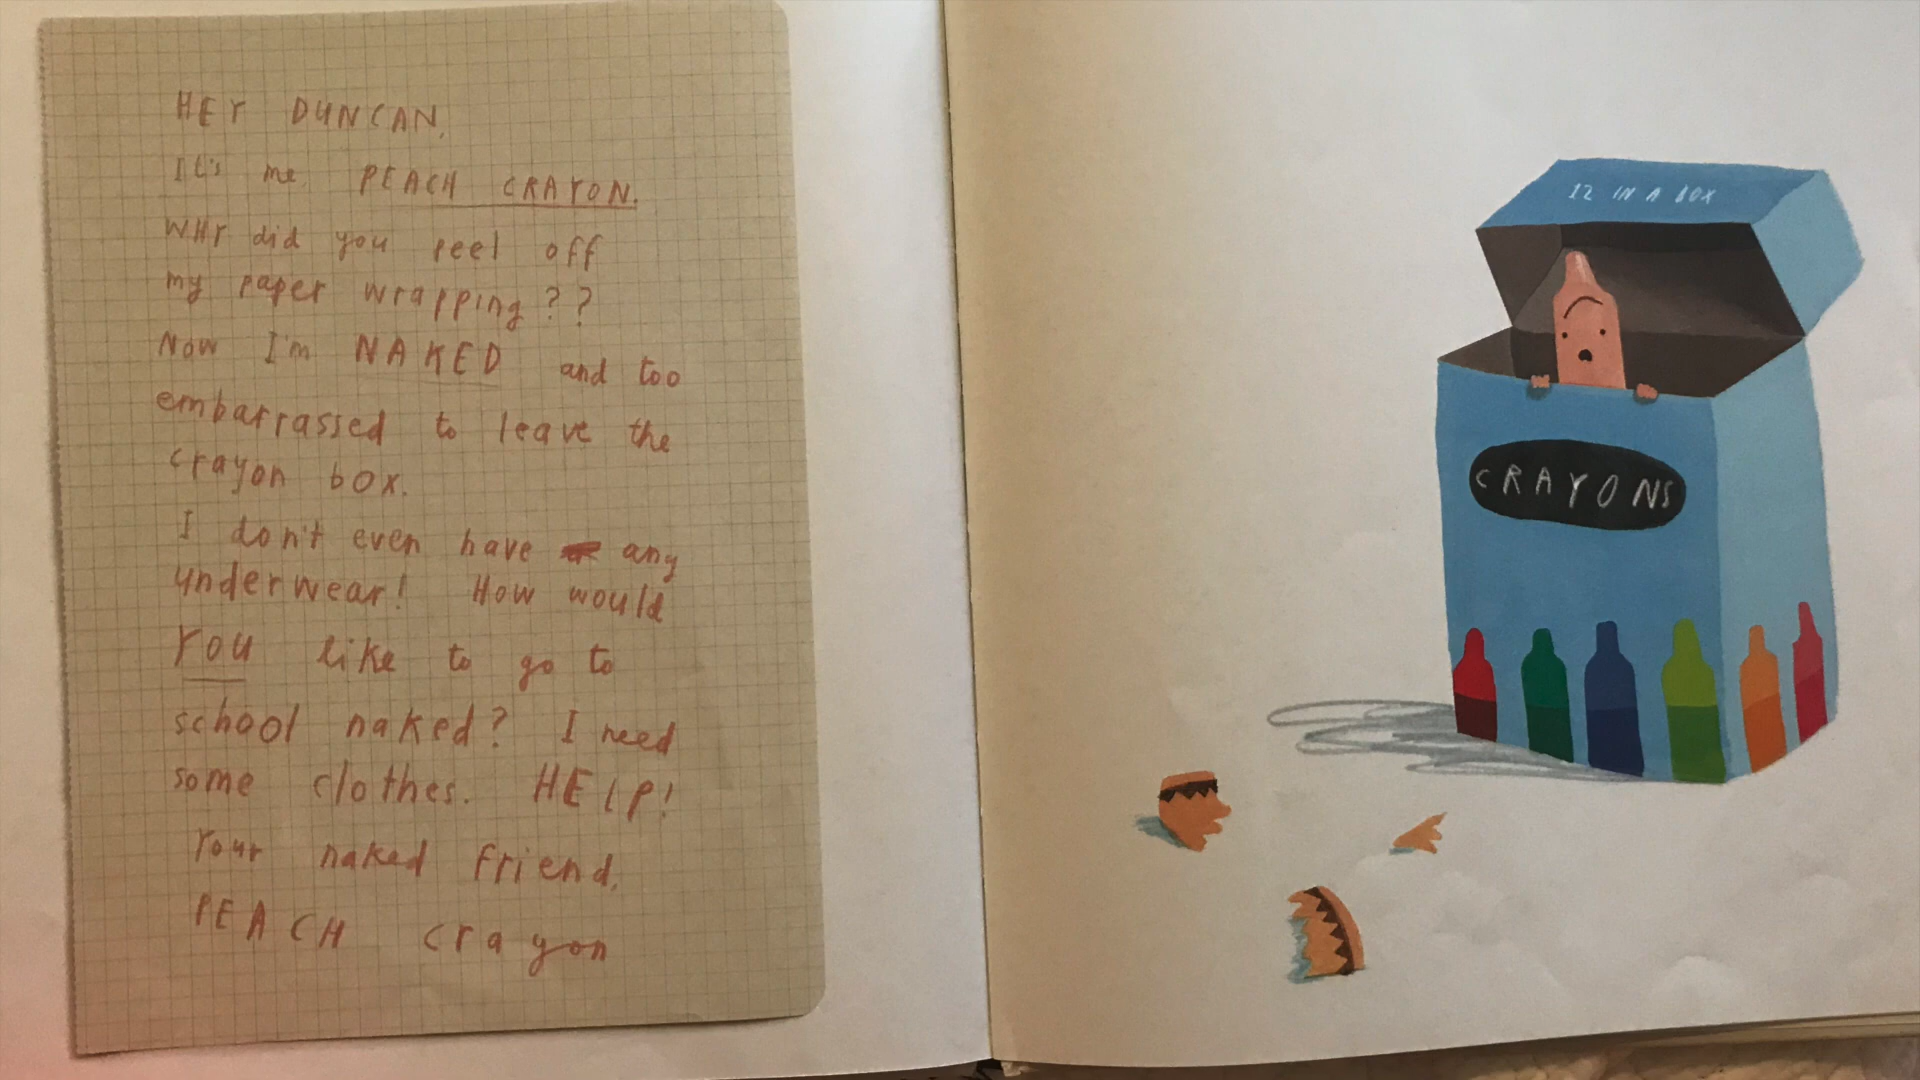 HEY DUNCAN,
It's me PEACH CRAYON.
WHY did you peel off
my paper wrapping??
Now I'm NAKED and too
embarrassed to leave the
crayon box.
I don't even have any
underwear! How would
YOU like to go to
school naked? I need
some clothes. HELP!
Your naked friend,
PEACH crayon
12 IN A BOX
CRAYONS